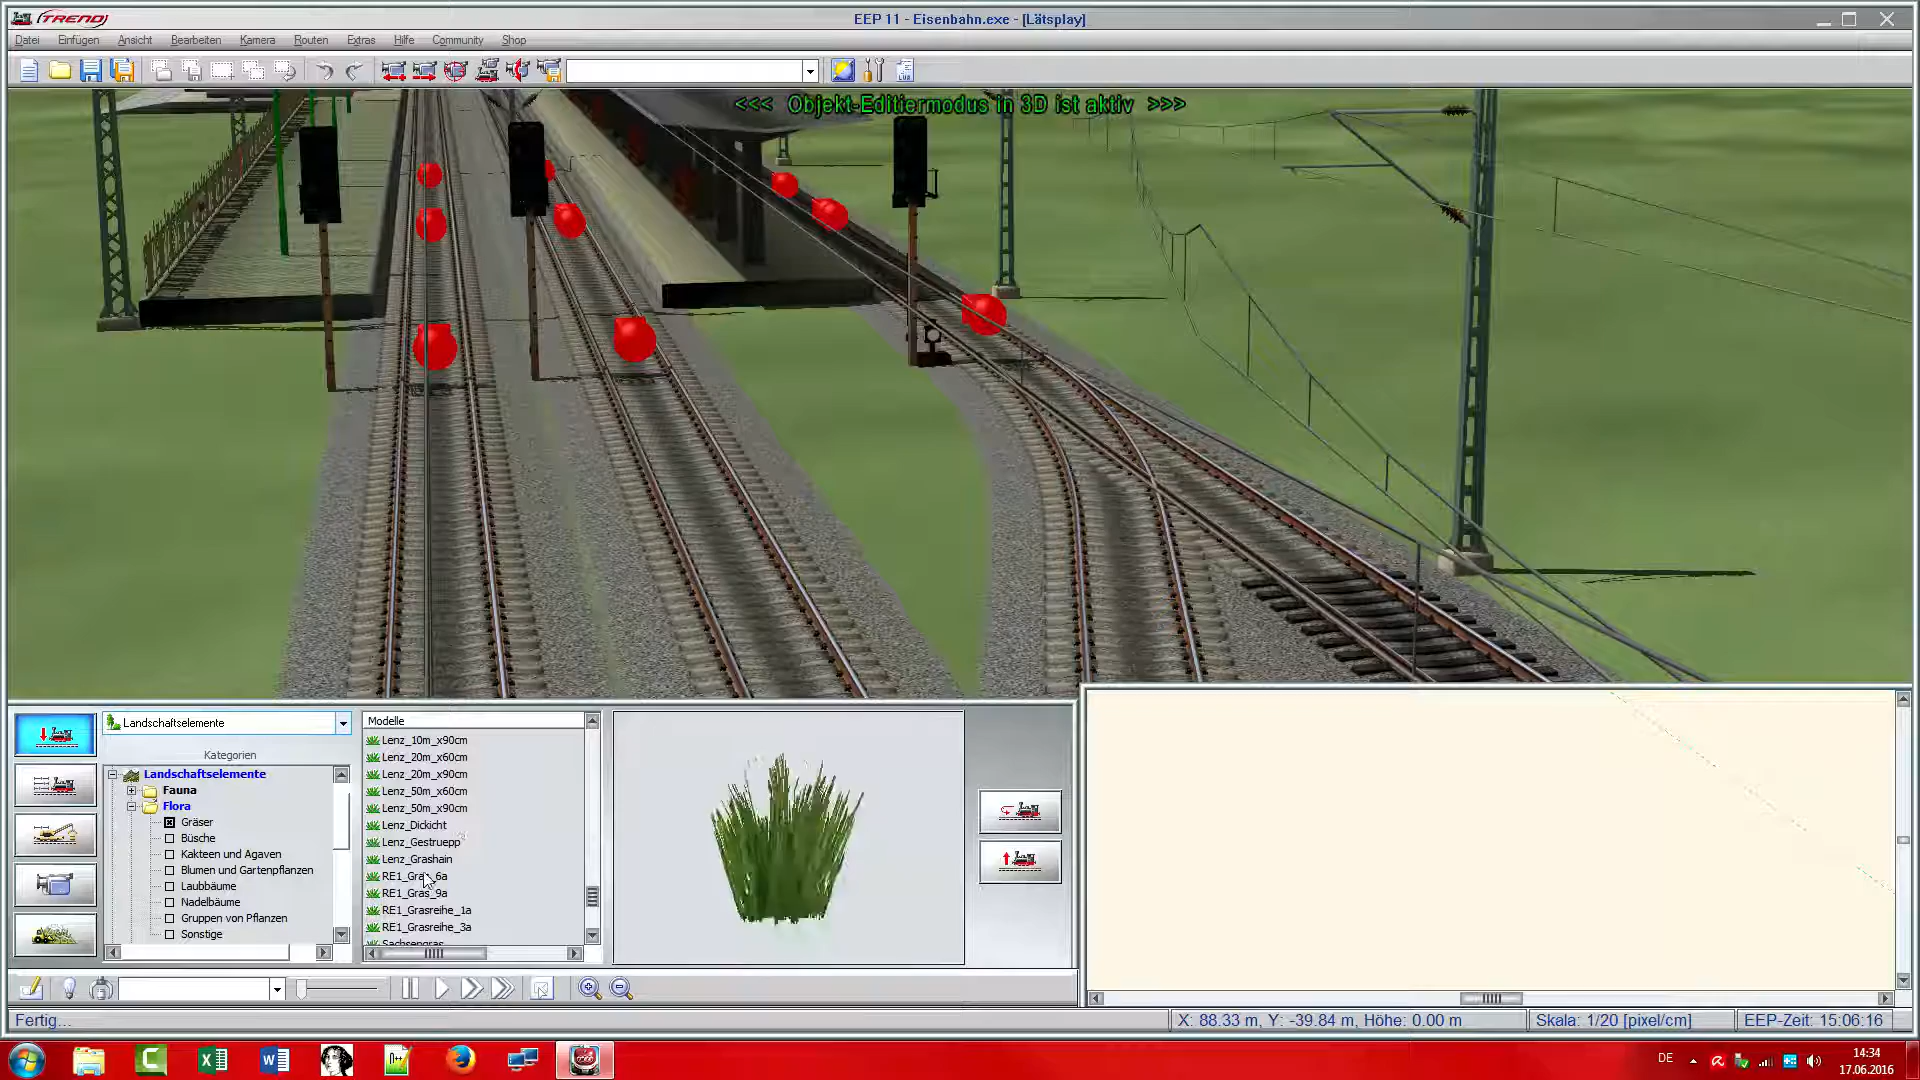 TREND
EEP 11 - Eisenbahn.exe - [Lätsplay]
Datei Einfügen Ansicht Bearbeiten Kamera Routen Extras Hilfe Community Shop
LUA
<<< Objekt-Editiermodus in 3D ist aktiv >>>
Landschaftselemente
Kategorien
Landschaftselemente
Fauna
Flora
Gräser
Büsche
Kakteen und Agaven
Blumen und Gartenpflanzen
Laubbäume
Nadelbäume
Gruppen von Pflanzen
Sonstige
Modelle
Lenz_10m_x90cm
Lenz_20m_x60cm
Lenz_20m_x90cm
Lenz_50m_x60cm
Lenz_50m_x90cm
Lenz_Dickicht
Lenz_Gestruepp
Lenz_Grashain
RE1_Gras_6a
RE1_Gras_9a
RE1_Grasreihe_1a
RE1_Grasreihe_3a
Sachsengras
Fertig...
X: 88.33 m, Y: -39.84 m, Höhe: 0.00 m
Skala: 1/20 [pixel/cm]
EEP-Zeit: 15:06:16
DE
14:34
17.06.2016